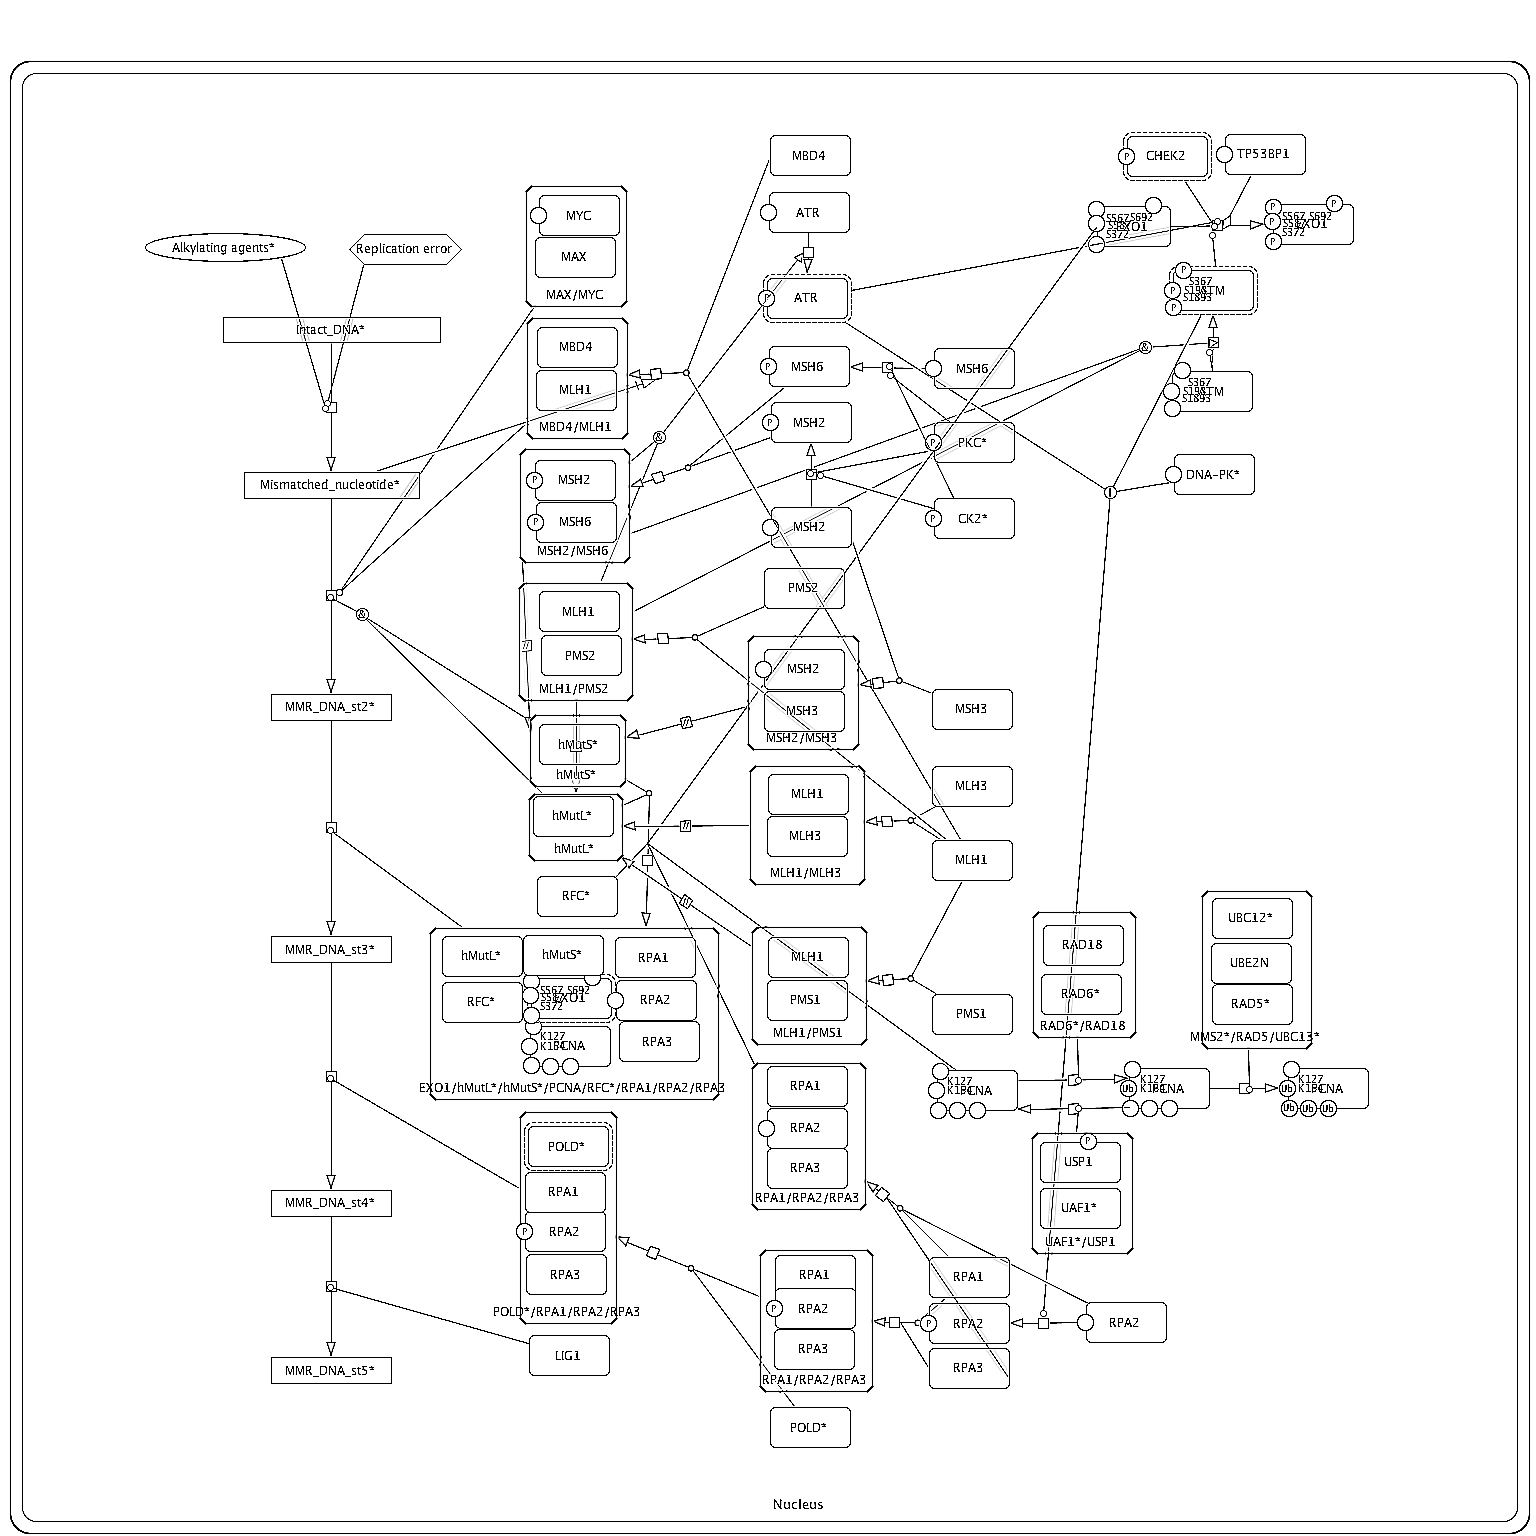 Alkylating agents*
Replication error
Intact_DNA*
Mismatched_nucleotide*
MMR_DNA_st2*
MMR_DNA_st3*
MMR_DNA_st4*
MMR_DNA_st5*
MYC
MAX
MAX/MYC
MBD4
MLH1
MBD4/MLH1
P
MSH2
P
MSH6
MSH2/MSH6
MLH1
PMS2
MLH1/PMS2
hMutS*
hMutS*
hMutL*
hMutL*
RFC*
hMutL*
hMutS*
RPA1
RFC*
S567 S692
EXO1
S372
RPA2
K127
PCNA
RPA3
EXO1/hMutL*/hMutS*/PCNA/RFC*/RPA1/RPA2/RPA3
POLD*
RPA1
P
RPA2
RPA3
POLD*/RPA1/RPA2/RPA3
LIG1
MBD4
ATR
P
ATR
P
MSH6
MSH6
P
MSH2
P
PKC*
MSH2
P
CK2*
PMS2
MSH2
MSH3
MSH2/MSH3
MSH3
MLH1
MLH3
MLH1/MLH3
MLH3
MLH1
MLH1
PMS1
MLH1/PMS1
PMS1
RPA1
RPA2
RPA3
RPA1/RPA2/RPA3
RPA1
P
RPA2
RPA3
RPA1/RPA2/RPA3
POLD*
RPA1
P
RPA2
RPA3
RPA2
P
CHEK2
TP53BP1
S567 S692
EXO1
S372
P
P
S567 S692
P
EXO1
S372
P
P
S367
P
ATM
S1893
P
S367
ATM
S1893
DNA-PK*
RAD18
RAD6*
RAD6*/RAD18
UBC12*
UBE2N
RAD5*
MMS2*/RAD5/UBC13*
K127
PCNA
K127
Ub
PCNA
K127
Ub
PCNA
Ub
Ub
Ub
P
USP1
UAF1*
UAF1*/USP1
Nucleus